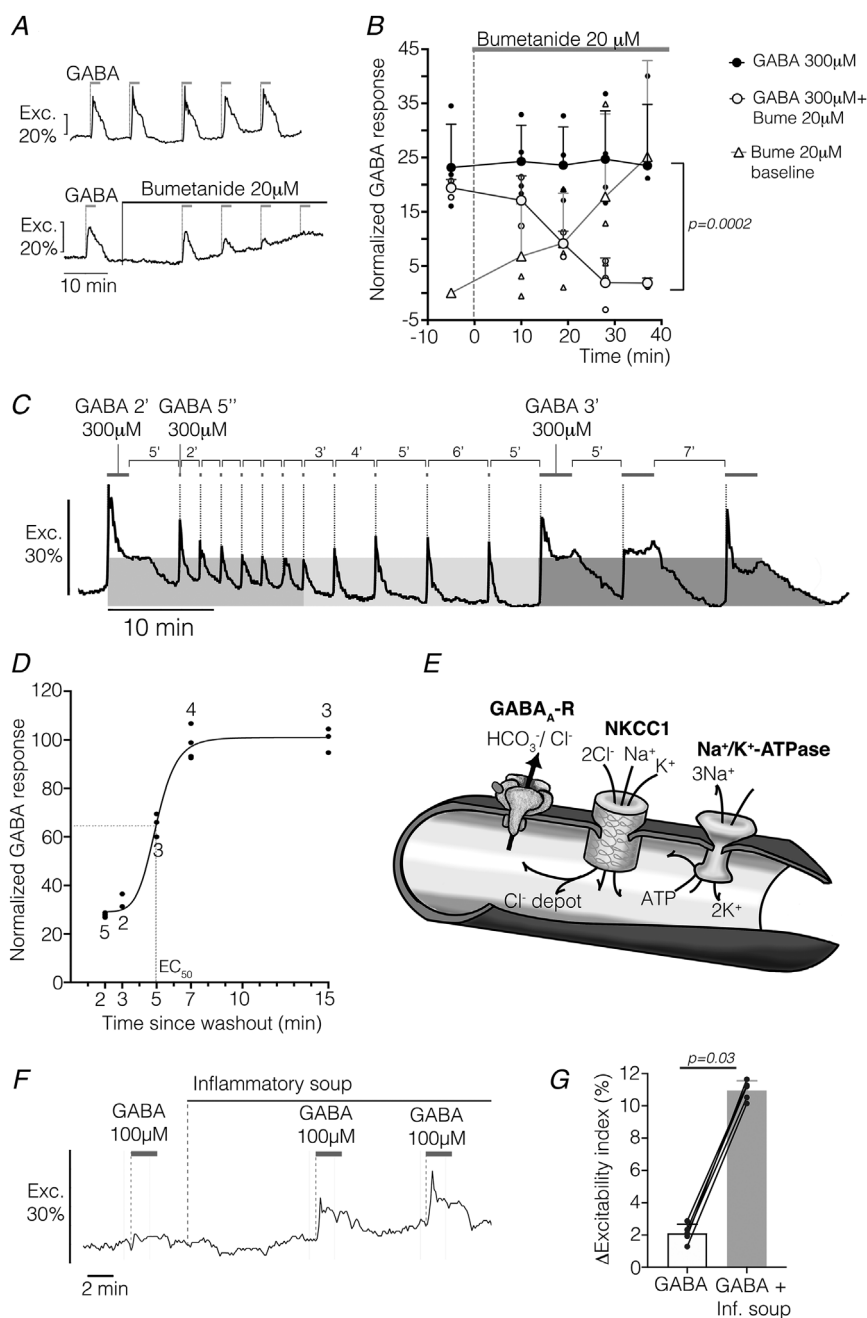 A
GABA
Exc.
20%
GABA
Bumetanide 20µM
Exc.
20%
10 min
B
Bumetanide 20 µM
Normalized GABA response
45
35
25
15
5
-5
-10 0 10 20 30 40
Time (min)
p=0.0002
GABA 300µM
GABA 300µM+
Bume 20µM
Bume 20µM
baseline
C
GABA 2' GABA 5'' GABA 3'
300µM 300µM 300µM
5' 2' 3' 4' 5' 6' 5' 5' 7'
Exc.
30%
10 min
D
Normalized GABA response
120
100
80
60
40
20
0
5
2
3
4
3
EC50
2 3 5 7 10 15
Time since washout (min)
E
GABAA-R
HCO3-/ Cl-
NKCC1
2Cl- Na+ K+
Na+/K+-ATPase
3Na+
Cl- depot
ATP
2K+
F
Inflammatory soup
GABA GABA GABA
100µM 100µM 100µM
Exc.
30%
2 min
G
p=0.03
ΔExcitability index (%)
12
10
8
6
4
2
0
GABA GABA +
Inf. soup